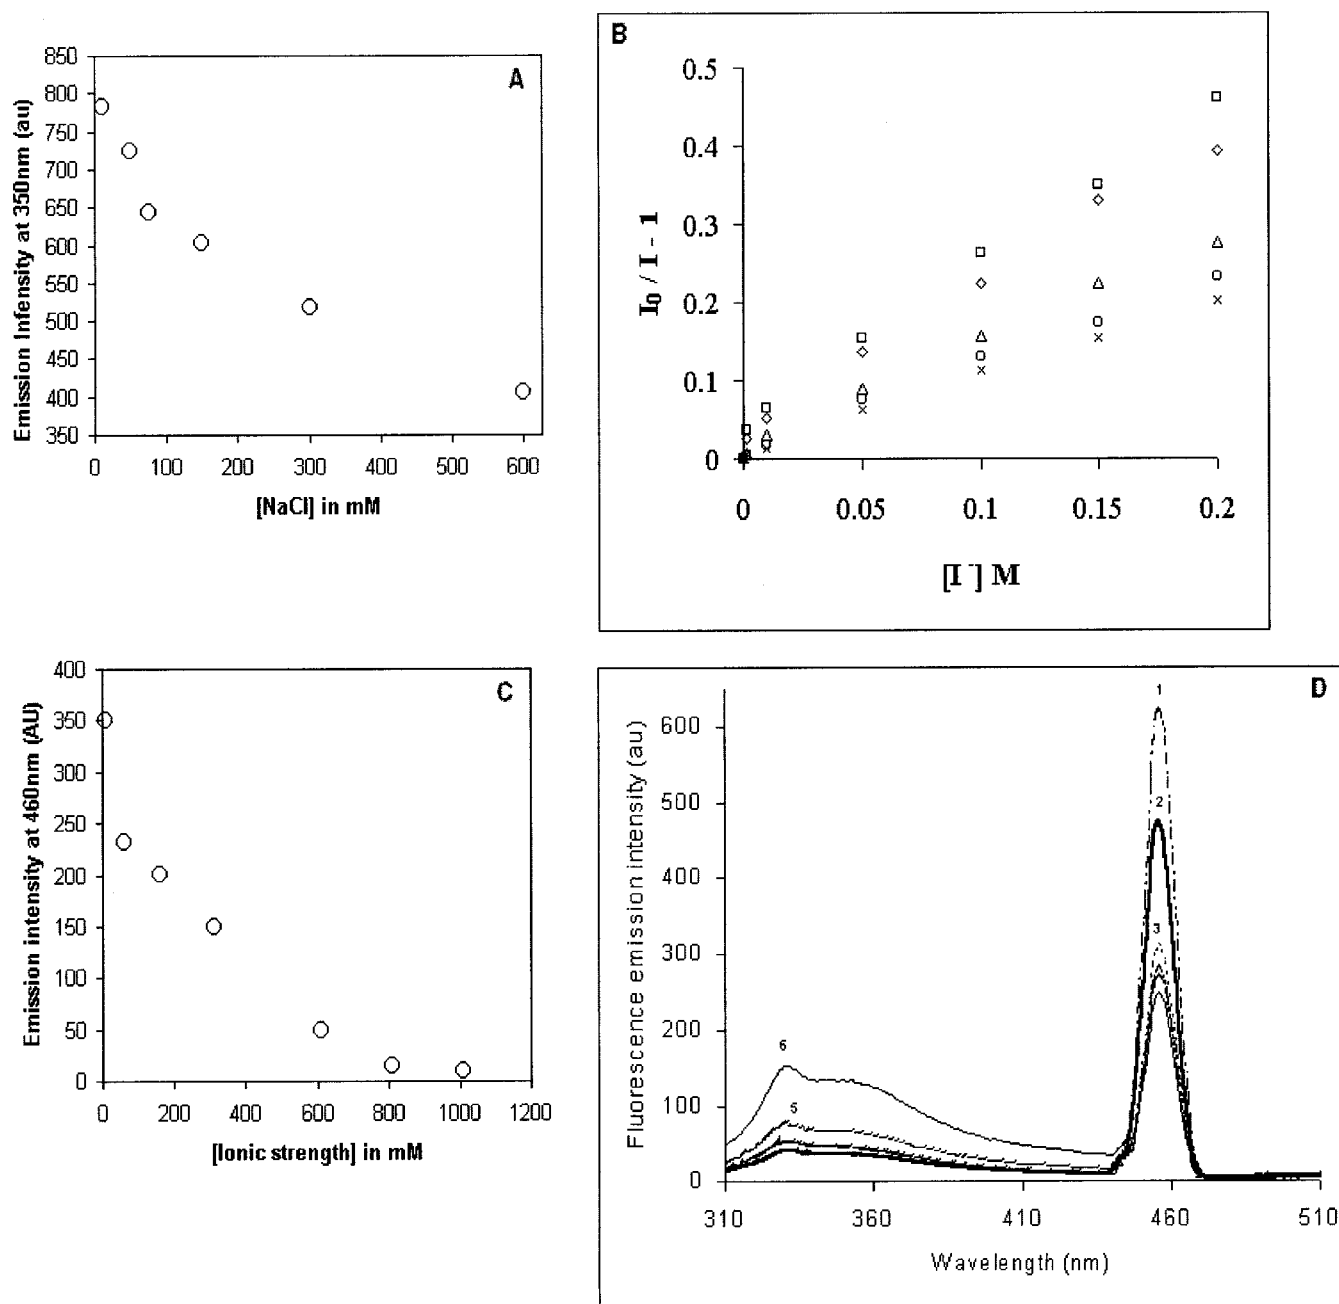 A
850
800
750
700
650
600
550
500
450
400
350
0 100 200 300 400 500 600
Emission Infensity at 350nm (au)
[NaCl] in mM
B
0.5
0.4
0.3
0.2
0.1
0
0 0.05 0.1 0.15 0.2
I0 / I - 1
[I-] M
C
400
350
300
250
200
150
100
50
0
0 200 400 600 800 1000 1200
Emission intensity at 460nm (AU)
[Ionic strength] in mM
D
600
500
400
300
200
100
0
310 360 410 460 510
Fluorescence emission intensity (au)
Wavelength (nm)
1
2
3
6
5